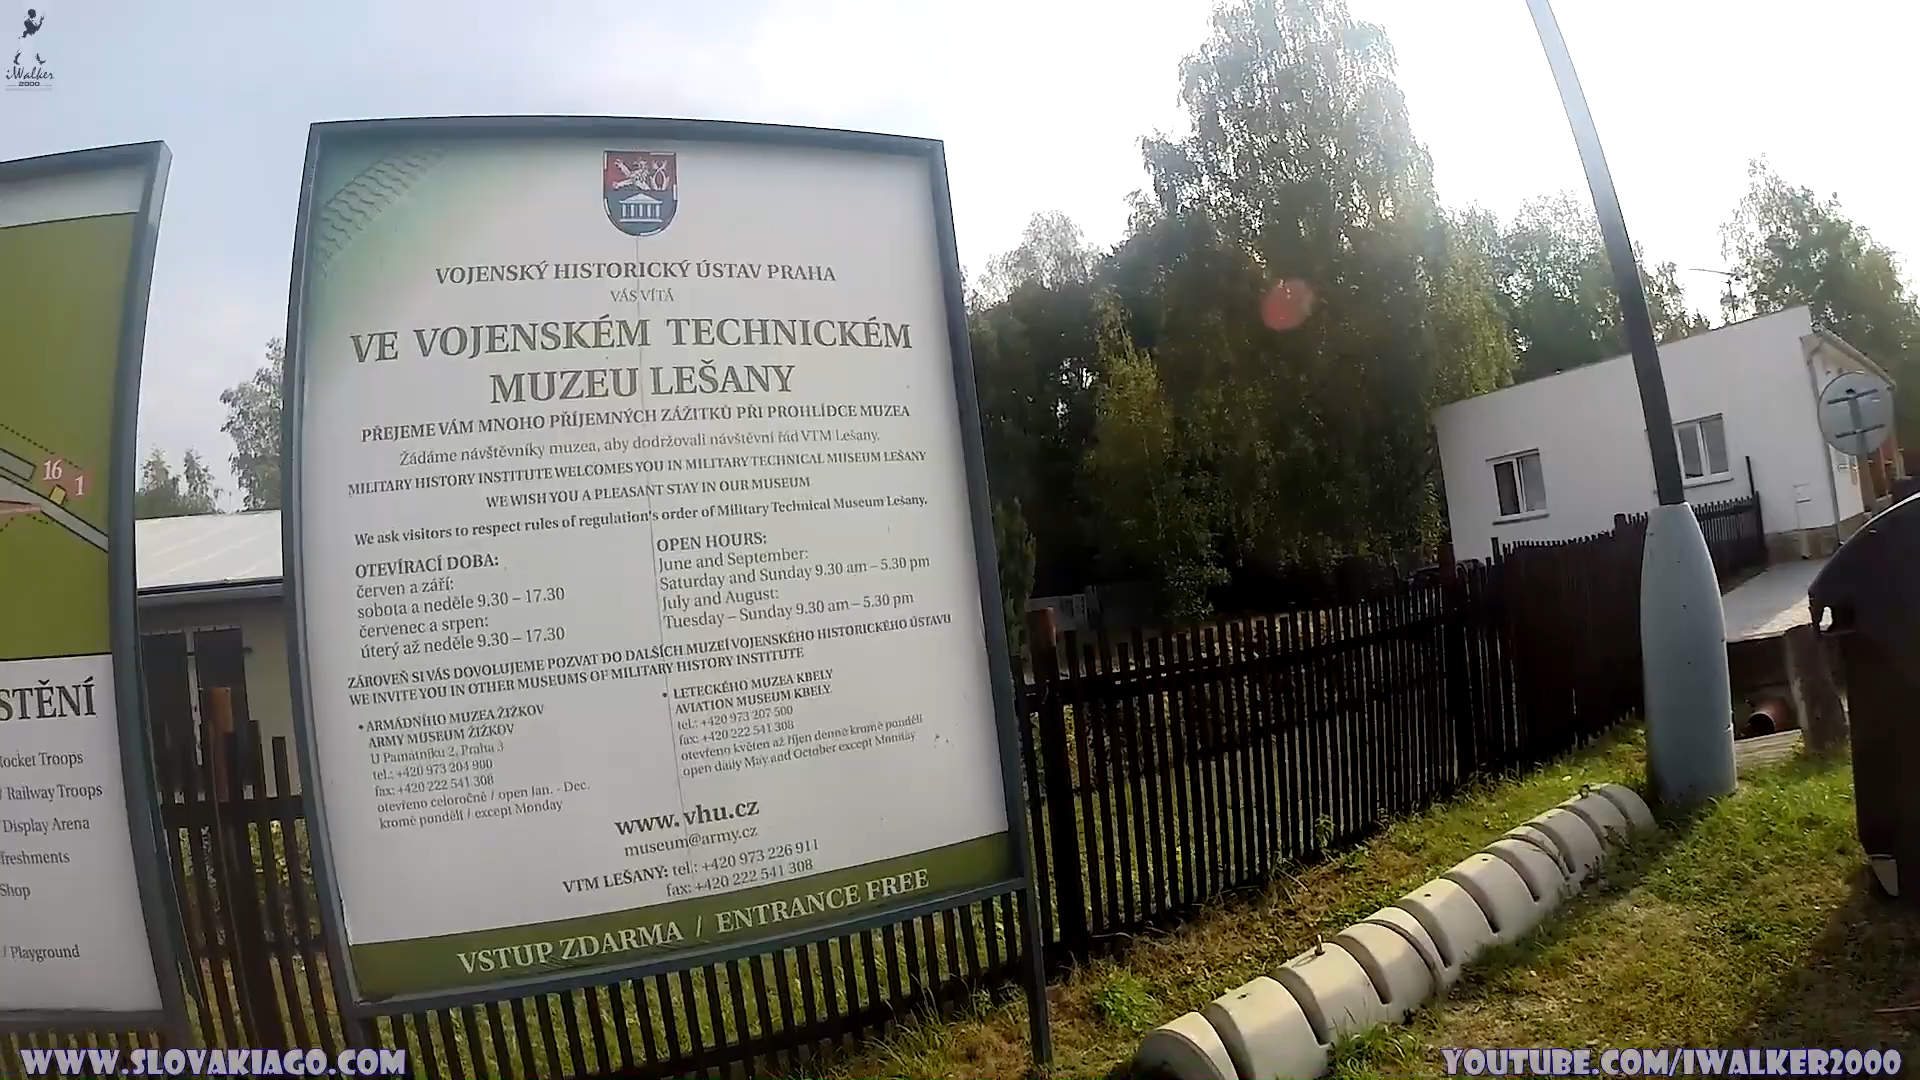 iWalker
2000
16
1
STĚNÍ
Rocket Troops
/ Railway Troops
Display Arena
freshments
Shop
/ Playground
VOJENSKÝ HISTORICKÝ ÚSTAV PRAHA
VÁS VÍTÁ
VE VOJENSKÉM TECHNICKÉM
MUZEU LEŠANY
PŘEJEME VÁM MNOHO PŘÍJEMNÝCH ZÁŽITKŮ PŘI PROHLÍDCE MUZEA
Žádáme návštěvníky muzea, aby dodržovali návštěvní řád VTM Lešany.
MILITARY HISTORY INSTITUTE WELCOMES YOU IN MILITARY TECHNICAL MUSEUM LEŠANY
WE WISH YOU A PLEASANT STAY IN OUR MUSEUM
We ask visitors to respect rules of regulation's order of Military Technical Museum Lešany.
OTEVÍRACÍ DOBA:
červen a září:
sobota a neděle 9.30 – 17.30
červenec a srpen:
úterý až neděle 9.30 – 17.30
OPEN HOURS:
June and September:
Saturday and Sunday 9.30 am – 5.30 pm
July and August:
Tuesday – Sunday 9.30 am – 5.30 pm
ZÁROVEŇ SI VÁS DOVOLUJEME POZVAT DO DALŠÍCH MUZEÍ VOJENSKÉHO HISTORICKÉHO ÚSTAVU
WE INVITE YOU IN OTHER MUSEUMS OF MILITARY HISTORY INSTITUTE
• ARMÁDNÍHO MUZEA ŽIŽKOV
ARMY MUSEUM ŽIŽKOV
U Památníku 2, Praha 3
tel.: +420 973 204 900
fax: +420 222 541 308
otevřeno celoročně / open Jan. - Dec.
kromě pondělí / except Monday
• LETECKÉHO MUZEA KBELY
AVIATION MUSEUM KBELY
tel.: +420 973 207 500
fax: +420 222 541 308
otevřeno květen až říjen denně kromě pondělí
open daily May and October except Monday
www.vhu.cz
museum@army.cz
VTM LEŠANY: tel.: +420 973 226 911
fax: +420 222 541 308
VSTUP ZDARMA / ENTRANCE FREE
WWW.SLOVAKIAGO.COM
YOUTUBE.COM/IWALKER2000